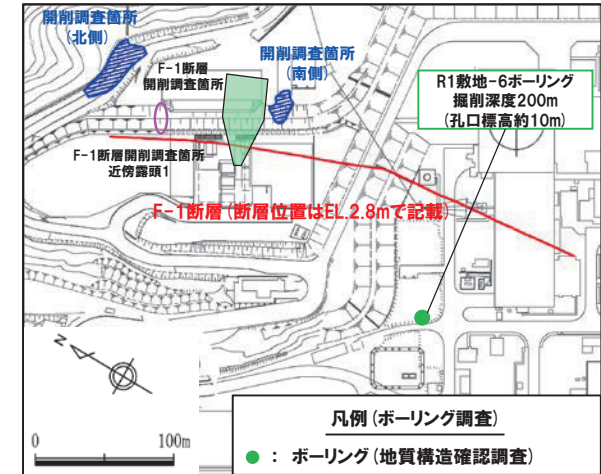 開削調査箇所
(北側)
F-1断層
開削調査箇所
開削調査箇所
(南側)
R1敷地-6ボーリング
掘削深度200m
(孔口標高約10m)
F-1断層開削調査箇所
近傍露頭1
F-1断層(断層位置はEL.2.8mで記載)
N
0 100m
凡例(ボーリング調査)
● : ボーリング(地質構造確認調査)